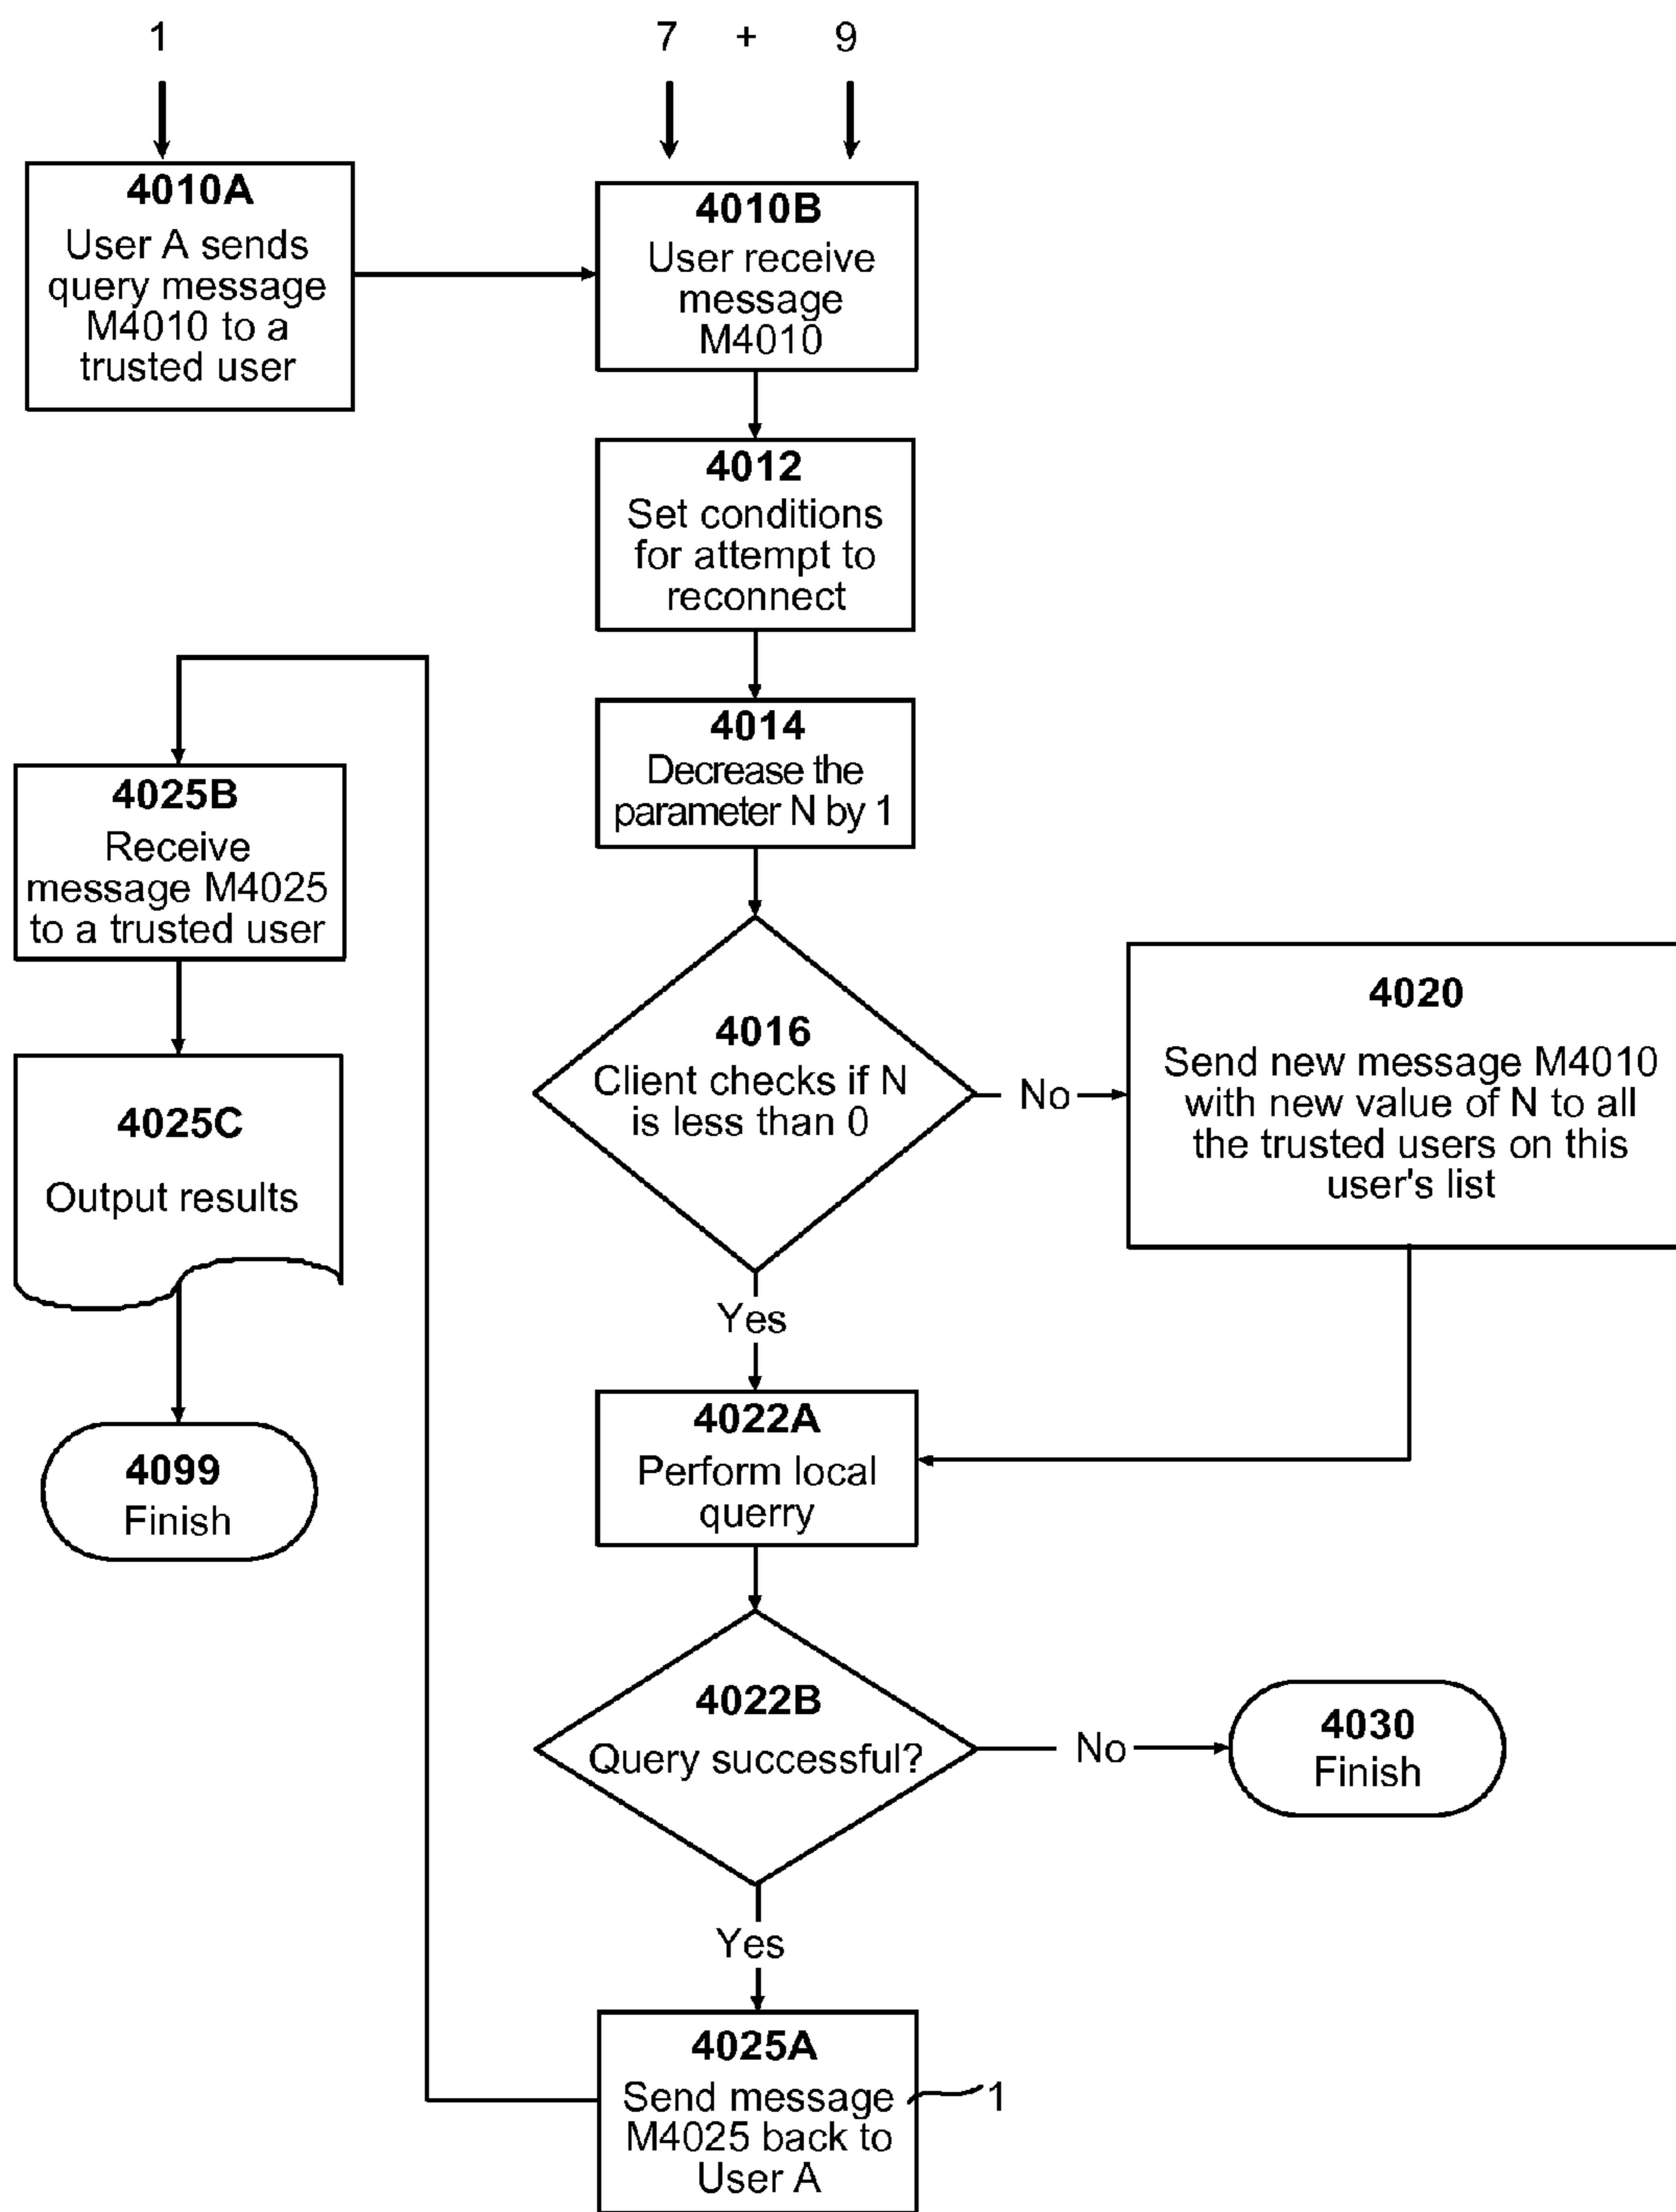 1
7 + 9
4010A
User A sends
query message
M4010 to a
trusted user
4010B
User receive
message
M4010
4012
Set conditions
for attempt to
reconnect
4014
Decrease the
parameter N by 1
4025B
Receive
message M4025
to a trusted user
4016
Client checks if N
is less than 0
No
4020
Send new message M4010
with new value of N to all
the trusted users on this
user's list
4025C
Output results
Yes
4022A
Perform local
querry
4099
Finish
4022B
Query successful?
No
4030
Finish
Yes
4025A
Send message
M4025 back to
User A
1